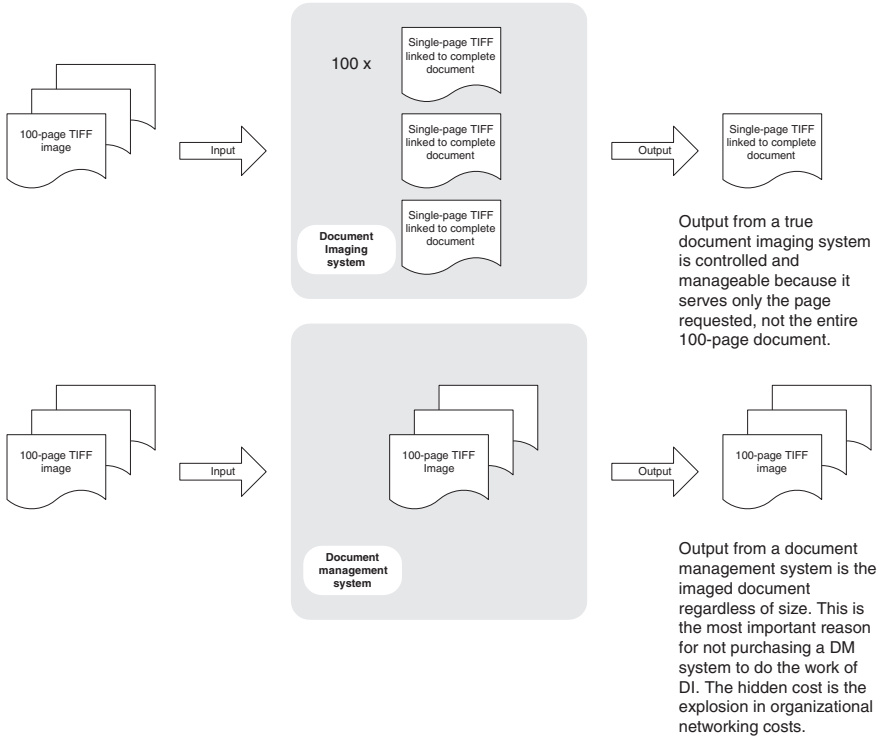 100-page TIFF
image
Input
100 x
Single-page TIFF
linked to complete
document
Single-page TIFF
linked to complete
document
Single-page TIFF
linked to complete
document
Document
Imaging
system
Output
Single-page TIFF
linked to complete
document
Output from a true
document imaging system
is controlled and
manageable because it
serves only the page
requested, not the entire
100-page document.
100-page TIFF
image
Input
100-page TIFF
Image
Document
management
system
Output
100-page TIFF
image
Output from a document
management system is the
imaged document
regardless of size. This is
the most important reason
for not purchasing a DM
system to do the work of
DI. The hidden cost is the
explosion in organizational
networking costs.